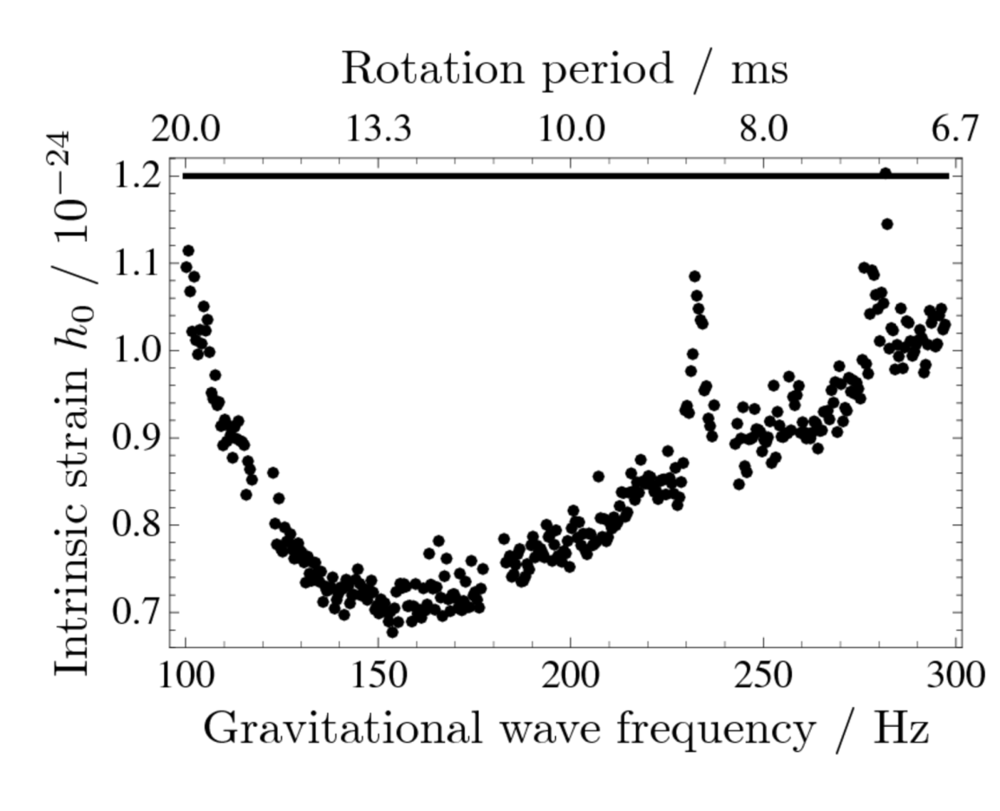 Rotation period / ms
20.0 13.3 10.0 8.0 6.7
Intrinsic strain h₀ / 10⁻²⁴
1.2
1.1
1.0
0.9
0.8
0.7
100 150 200 250 300
Gravitational wave frequency / Hz